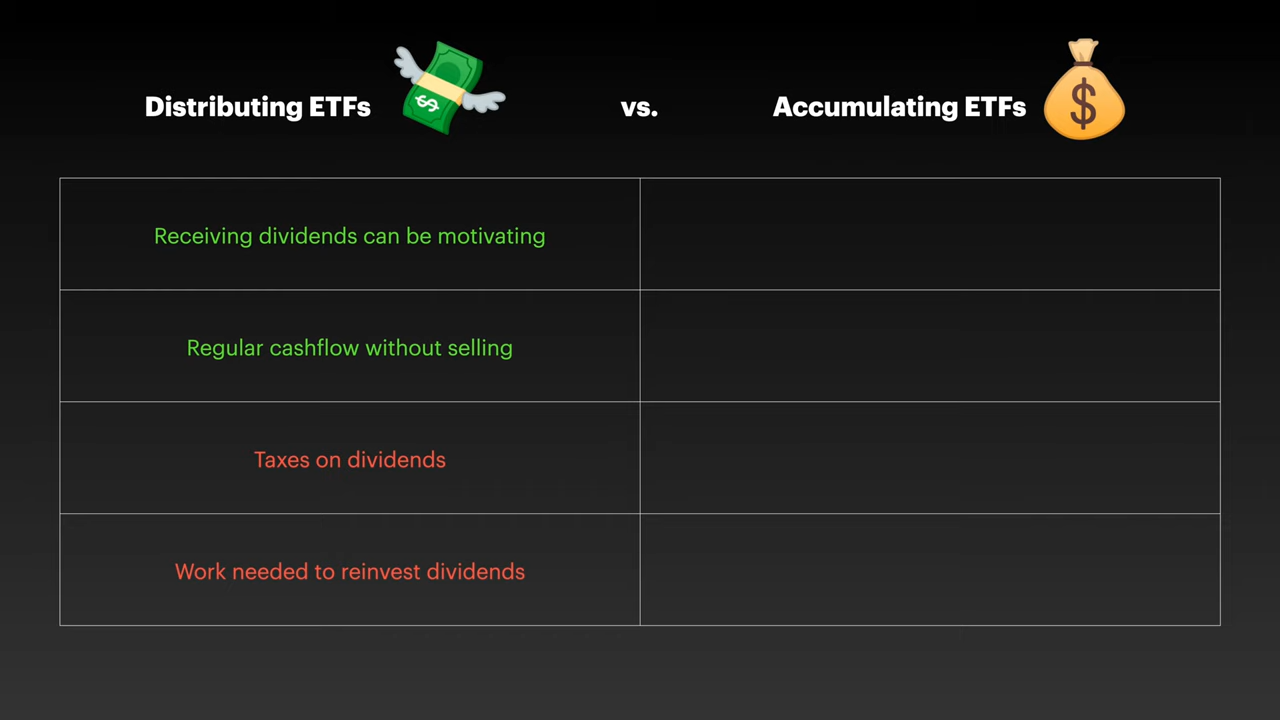 Distributing ETFs
vs.
Accumulating ETFs
Receiving dividends can be motivating
Regular cashflow without selling
Taxes on dividends
Work needed to reinvest dividends